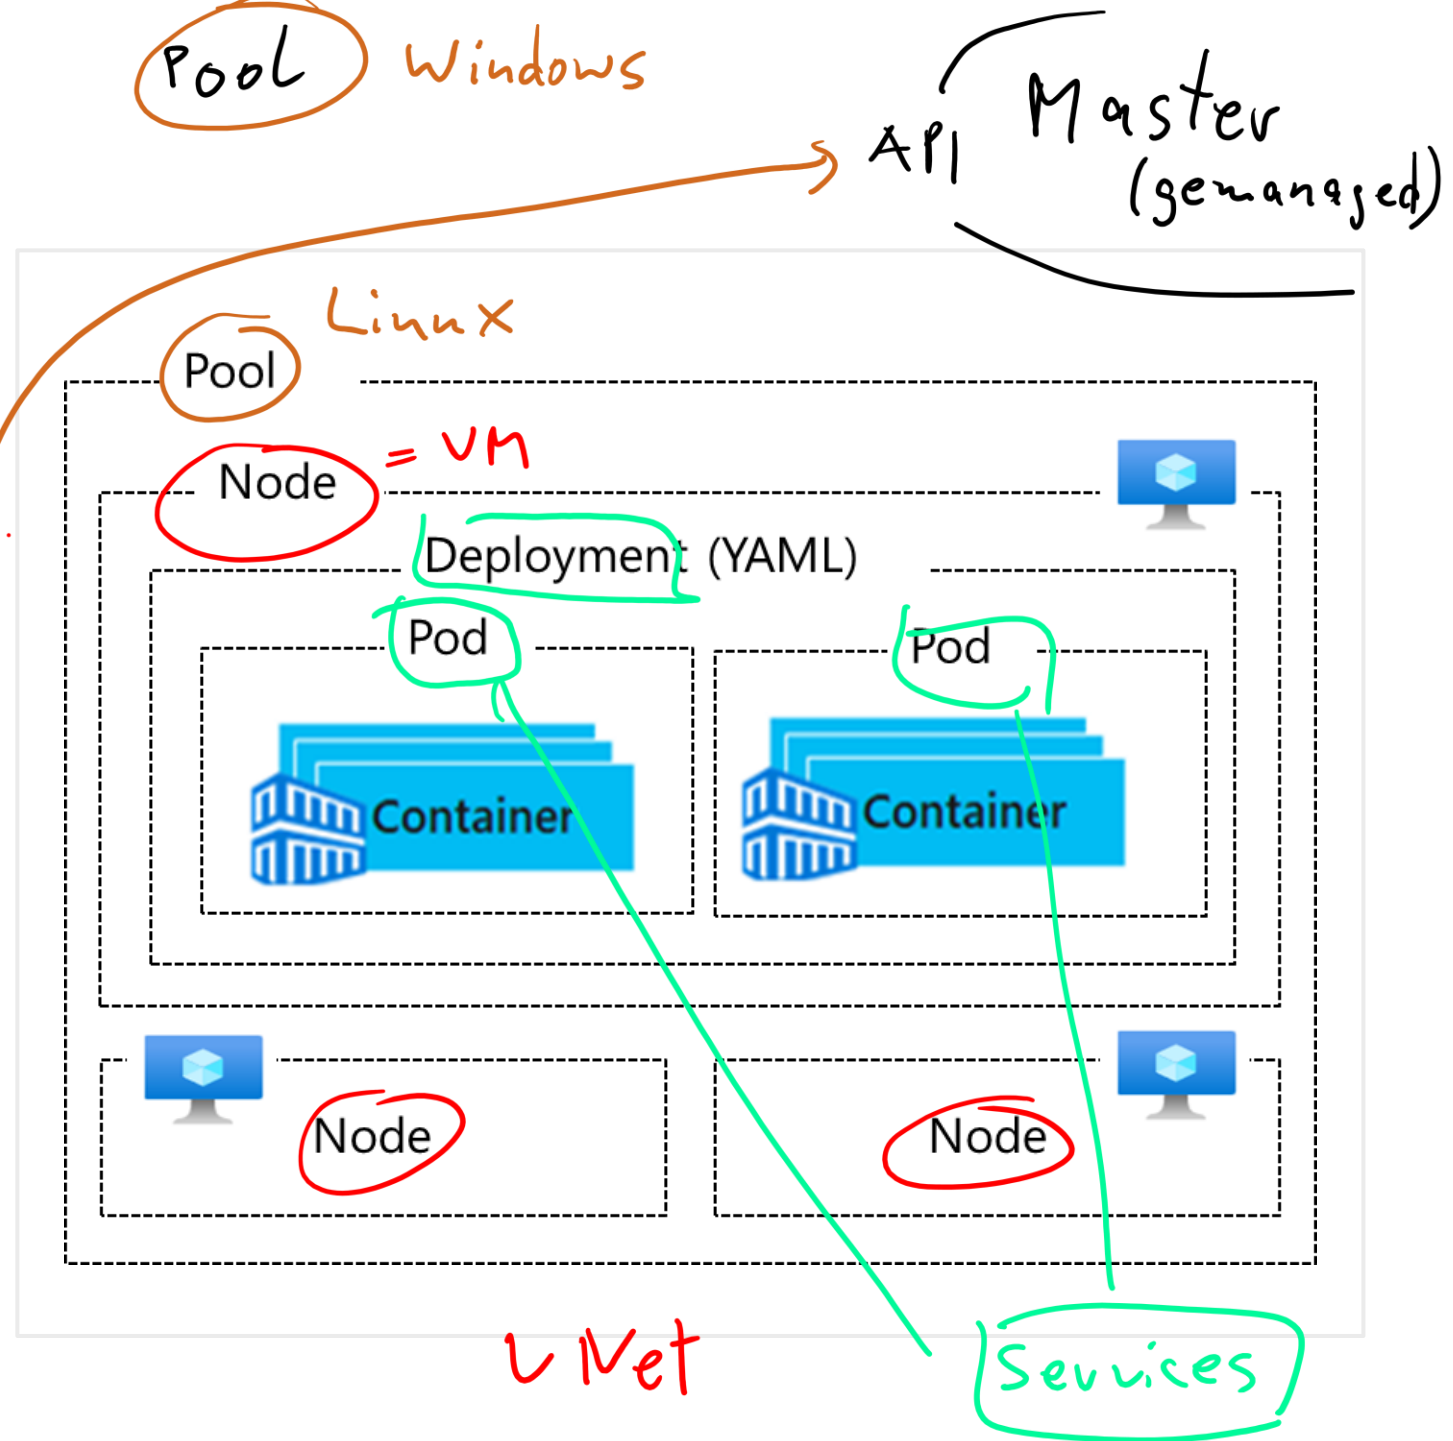 Pool Windows
API Master
(gemanaged)
Linux
Pool
Node = VM
Deployment (YAML)
Pod Pod
Container Container
Node Node
VNet
Services